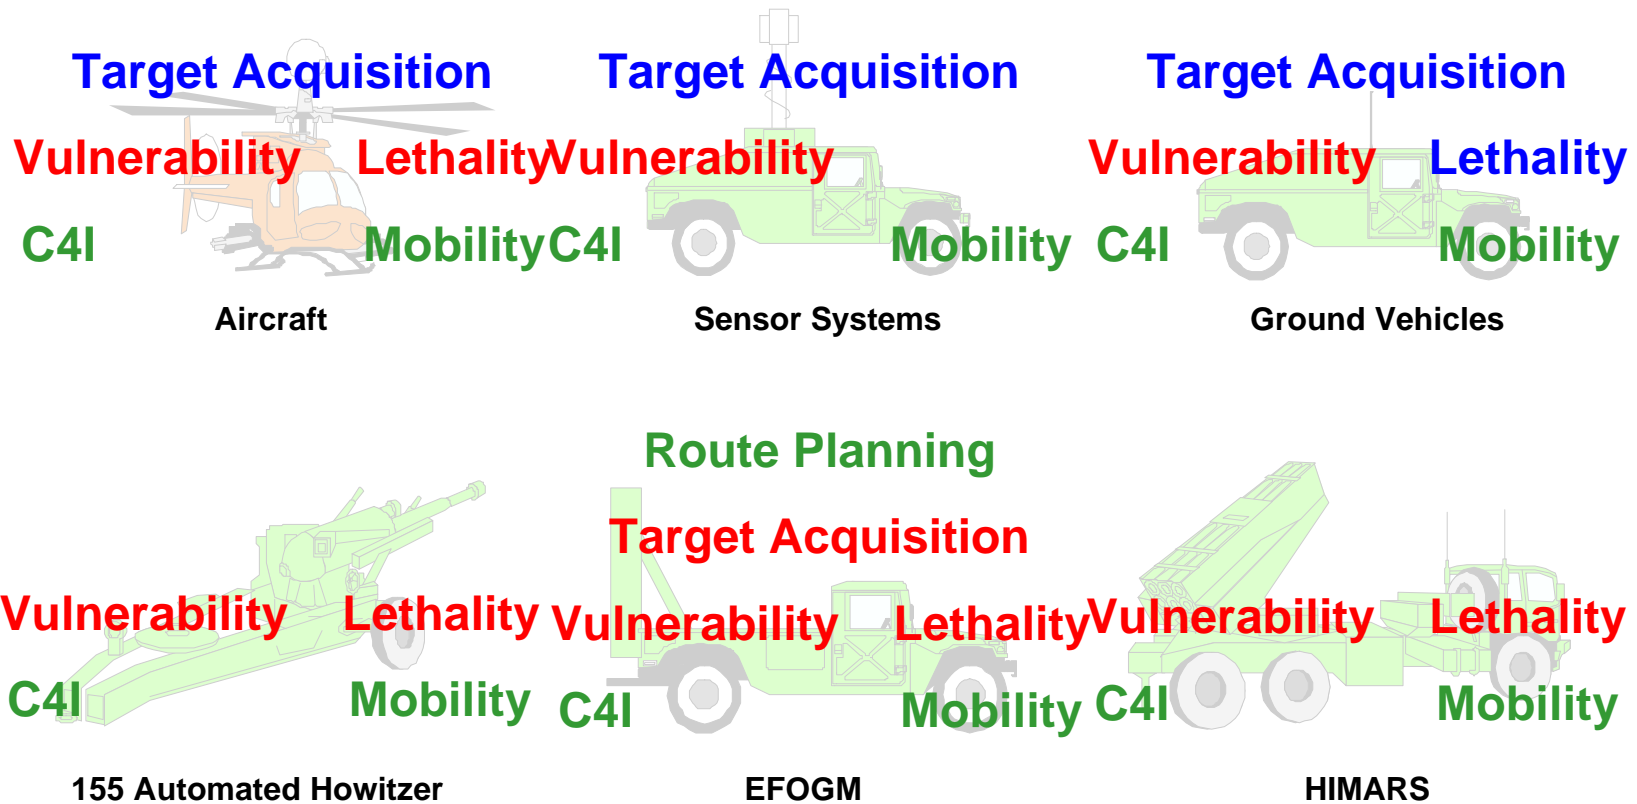 Target Acquisition Target Acquisition Target Acquisition
Vulnerability Lethality Vulnerability Vulnerability Lethality
C4I Mobility C4I Mobility C4I Mobility
Aircraft Sensor Systems Ground Vehicles
Route Planning
Target Acquisition
Vulnerability Lethality Vulnerability Lethality Vulnerability Lethality
C4I Mobility C4I Mobility C4I Mobility
155 Automated Howitzer EFOGM HIMARS